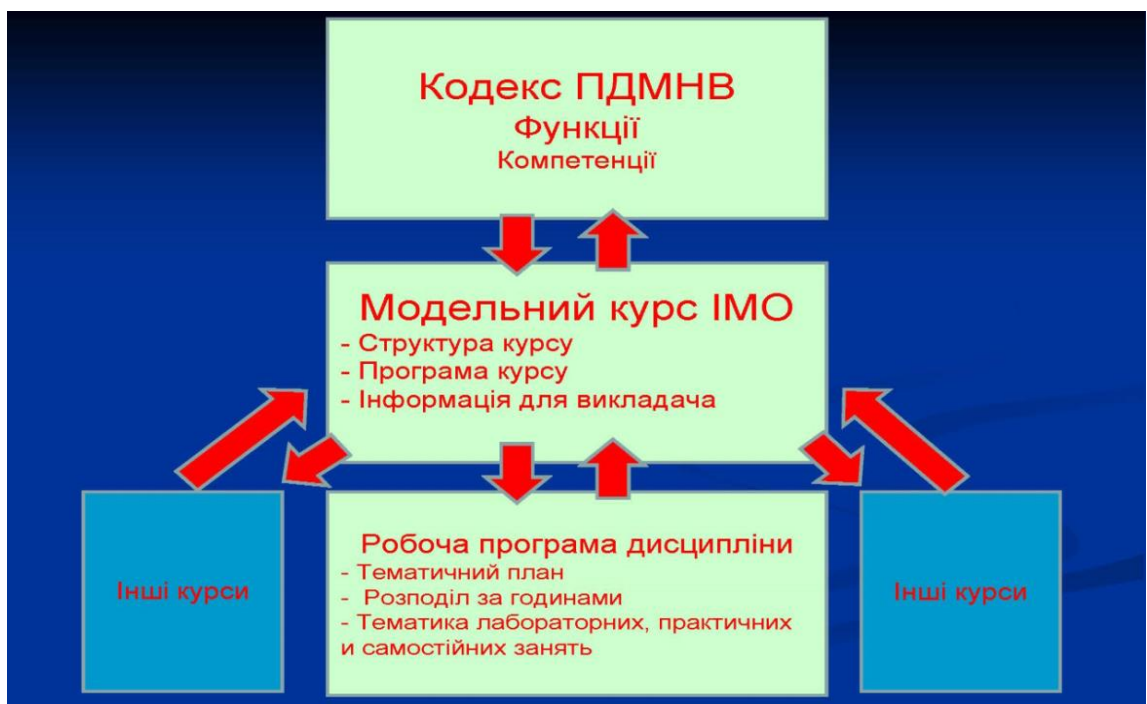 Кодекс ПДМНВ
Функції
Компетенції
Модельний курс ІМО
- Структура курсу
- Програма курсу
- Інформація для викладача
Робоча програма дисципліни
- Тематичний план
- Розподіл за годинами
- Тематика лабораторних, практичних
и самостійних занять
Інші курси
Інші курси